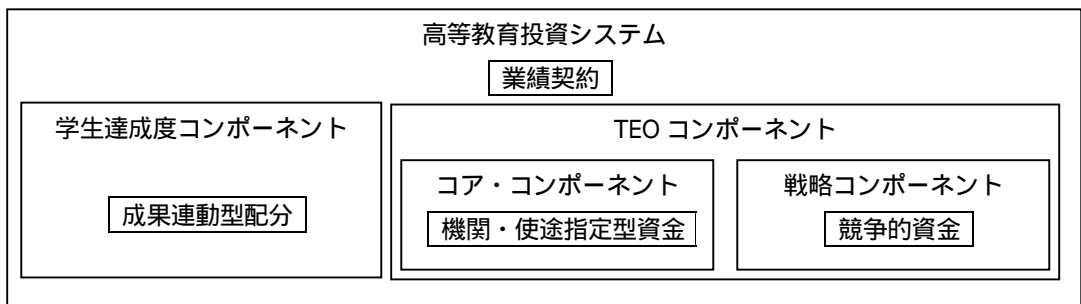 高等教育投資システム
業績契約
学生達成度コンポーネント
成果連動型配分
TEO コンポーネント
コア・コンポーネント
機関・使途指定型資金
戦略コンポーネント
競争的資金